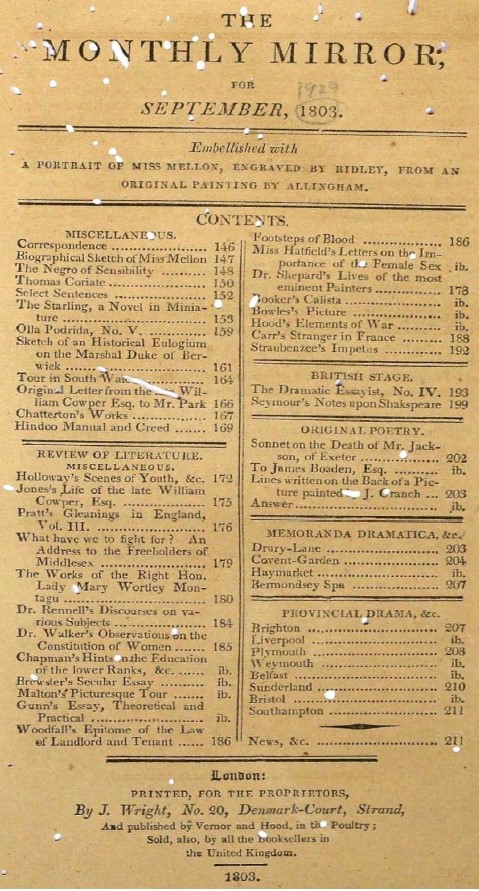 THE
MONTHLY MIRROR,
FOR
1929
SEPTEMBER, 1803.
Embellished with
A PORTRAIT OF MISS MELLON, ENGRAVED BY RIDLEY, FROM AN
ORIGINAL PAINTING BY ALLINGHAM.
CONTENTS.
MISCELLANEOUS.
Correspondence ........................ 146
Biographical Sketch of Miss Mellon 147
The Negro of Sensibility ............ 148
Thomas Coriate ........................ 150
Select Sentences ...................... 152
The Starling, a Novel in Minia-
ture ........................ 153
Olla Podrida, No. V. ............... 159
Sketch of an Historical Eulogium
on the Marshal Duke of Ber-
wick ........................ 161
Tour in South ............ 164
Original Letter from the Wil-
liam Cowper Esq. to Mr. Park 166
Chatterton's Works .................. 167
Hindoo Manual and Creed ....... 169
REVIEW OF LITERATURE.
MISCELLANEOUS.
Holloway's Scenes of Youth, &c. 172
Jones's Life of the late William
Cowper, Esq. .................. 175
Pratt's Gleanings in England,
Vol. III. ..................... 176
What have we to fight for? An
Address to the Freeholders of
Middlesex ..................... 179
The Works of the Right Hon.
Lady Mary Wortley Mon-
tagu ........................ 180
Dr. Rennell's Discourses on va-
rious Subjects .................. 184
Dr. Walker's Observations on the
Constitution of Women ...... 185
Chapman's Hints on the Education
of the lower Ranks, &c. ...... ib.
Brewster's Secular Essay ......... ib.
Malton's Picturesque Tour ...... ib.
Gunn's Essay, Theoretical and
Practical ..................... ib.
Woodfall's Epitome of the Law
of Landlord and Tenant ...... 186
Footsteps of Blood .................. 186
Miss Hatfield's Letters on the Im-
portance of the Female Sex . ib.
Dr. Shepard's Lives of the most
eminent Painters ............... 178
Booker's Calista ..................... ib.
Bowles's Picture ..................... ib.
Hood's Elements of War ......... ib.
Carr's Stranger in France ......... 188
Straubenzee's Impetus ............ 192
BRITISH STAGE.
The Dramatic Essayist, No. IV. 193
Seymour's Notes upon Shakspeare 199
ORIGINAL POETRY.
Sonnet on the Death of Mr. Jack-
son, of Exeter .................. 202
To James Boaden, Esq. ......... ib.
Lines written on the Back of a Pic-
ture painted J. Cranch ... 203
Answer .............................. ib.
MEMORANDA DRAMATICA, &c.
Drury-Lane ........................ 203
Covent-Garden ..................... 204
Haymarket ........................ ib.
Bermondsey Spa .................. 207
PROVINCIAL DRAMA, &c.
Brighton ........................... 207
Liverpool ........................... ib.
Plymouth ........................... 208
Weymouth ........................ ib.
Belfast .............................. ib.
Sunderland ........................ 210
Bristol .............................. ib.
Southampton ..................... 211
News, &c. ........................... 211
London:
PRINTED, FOR THE PROPRIETORS,
By J. Wright, No. 20, Denmark-Court, Strand,
And published by Vernor and Hood, in the Poultry;
Sold, also, by all the booksellers in
the United Kingdom.
1803.